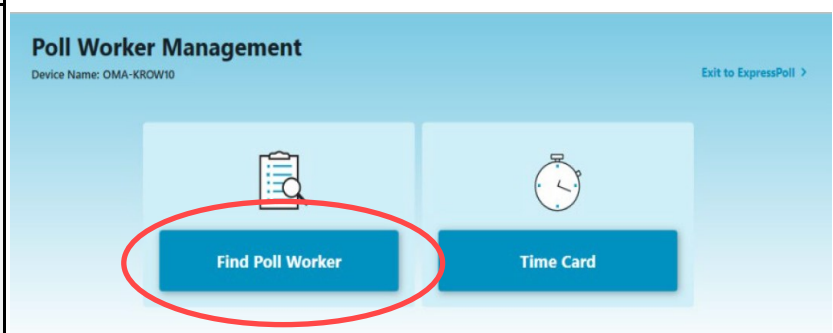 Poll Worker Management
Device Name: OMA-KROW10
Exit to ExpressPoll >
Find Poll Worker
Time Card